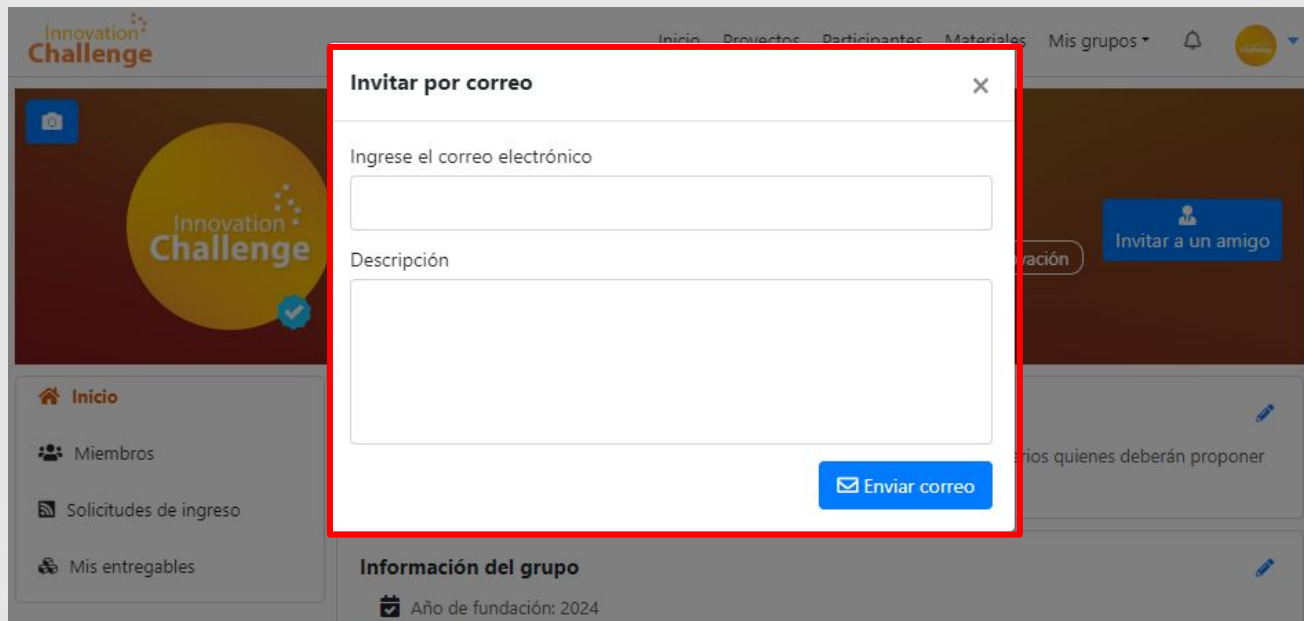 Innovation
Challenge
Inicio Proyectos Participantes Materiales Mis grupos
Invitar por correo
Ingrese el correo electrónico
Innovation
Challenge
Invitar a un amigo
Descripción
Inicio
Miembros
quienes deberán proponer
Enviar correo
Solicitudes de ingreso
Mis entregables
Información del grupo
Año de fundación: 2024